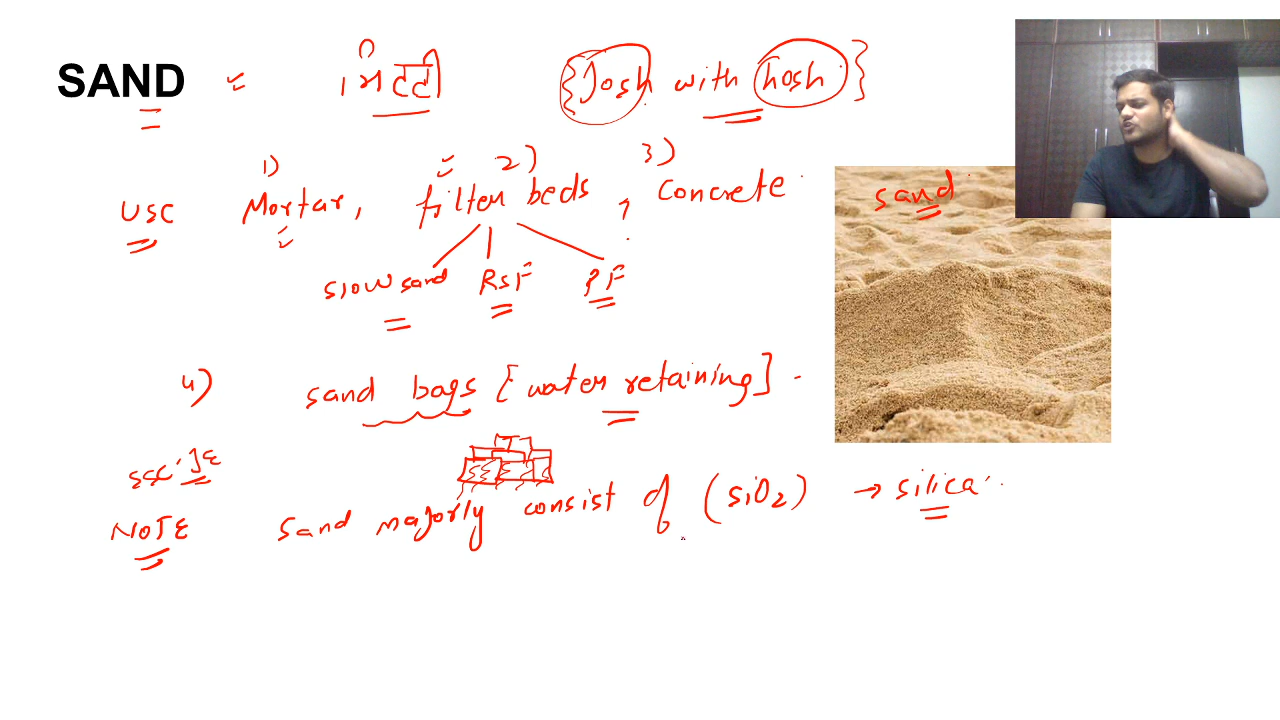 SAND = मिट्टी {Josh with hosh}
1) 2) 3)
use Mortar, filter beds, concrete
sand
slow sand RSF PF
4) sand bags [water retaining]
SSC JE
NOTE Sand majorly consist of (SiO2) → silica